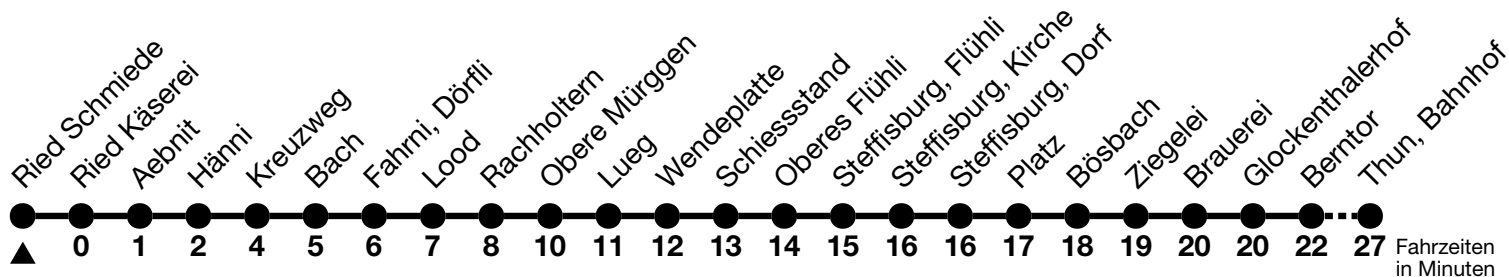 Ried Schmiede
Ried Käserei
Aebnit
Hänni
Kreuzweg
Bach
Fahrni, Dörfli
Lood
Rachholtern
Obere Mürggen
Lueg
Wendeplatte
Schiessstand
Oberes Flühli
Steffisburg, Flühli
Steffisburg, Kirche
Steffisburg, Dorf
Platz
Bösbach
Ziegelei
Brauerei
Glockenthalerhof
Berntor
Thun, Bahnhof
0 1 2 4 5 6 7 8 10 11 12 13 14 15 16 16 17 18 19 20 20 22 27 Fahrzeiten
in Minuten